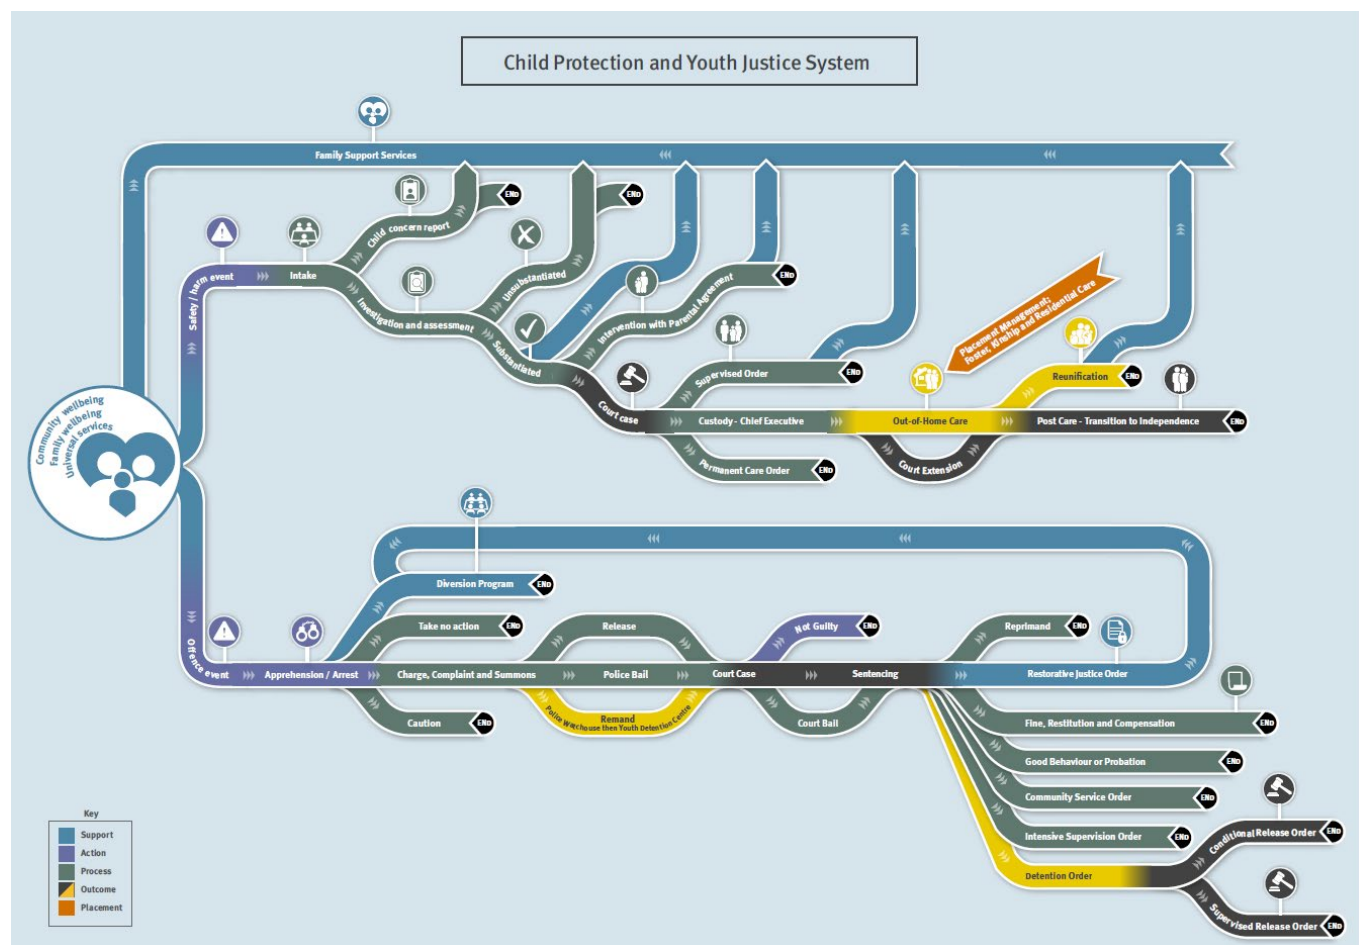 Child Protection and Youth Justice System
Family Support Services
END
END
Child concern report
Safety / harm event
Intake
Unsubstantiated
Investigation and assessment
Intervention with Parental Agreement
END
Substantiated
Placement Management;
Foster, Kinship and Residential Care
Supervised Order
END
Reunification
END
Court case
Custody - Chief Executive
Out-of-Home Care
Post Care - Transition to Independence
END
Permanent Care Order
END
Court Extension
Community wellbeing
Family wellbeing
Universal services
Diversion Program
END
Take no action
END
Release
Not Guilty
END
Reprimand
END
Offence event
Apprehension / Arrest
Charge, Complaint and Summons
Police Bail
Court Case
Sentencing
Restorative Justice Order
Caution
END
Remand
Police Watchouse then Youth Detention Centre
Court Bail
Fine, Restitution and Compensation
END
Good Behaviour or Probation
END
Community Service Order
END
Intensive Supervision Order
END
Conditional Release Order
END
Detention Order
Supervised Release Order
END
Key
Support
Action
Process
Outcome
Placement